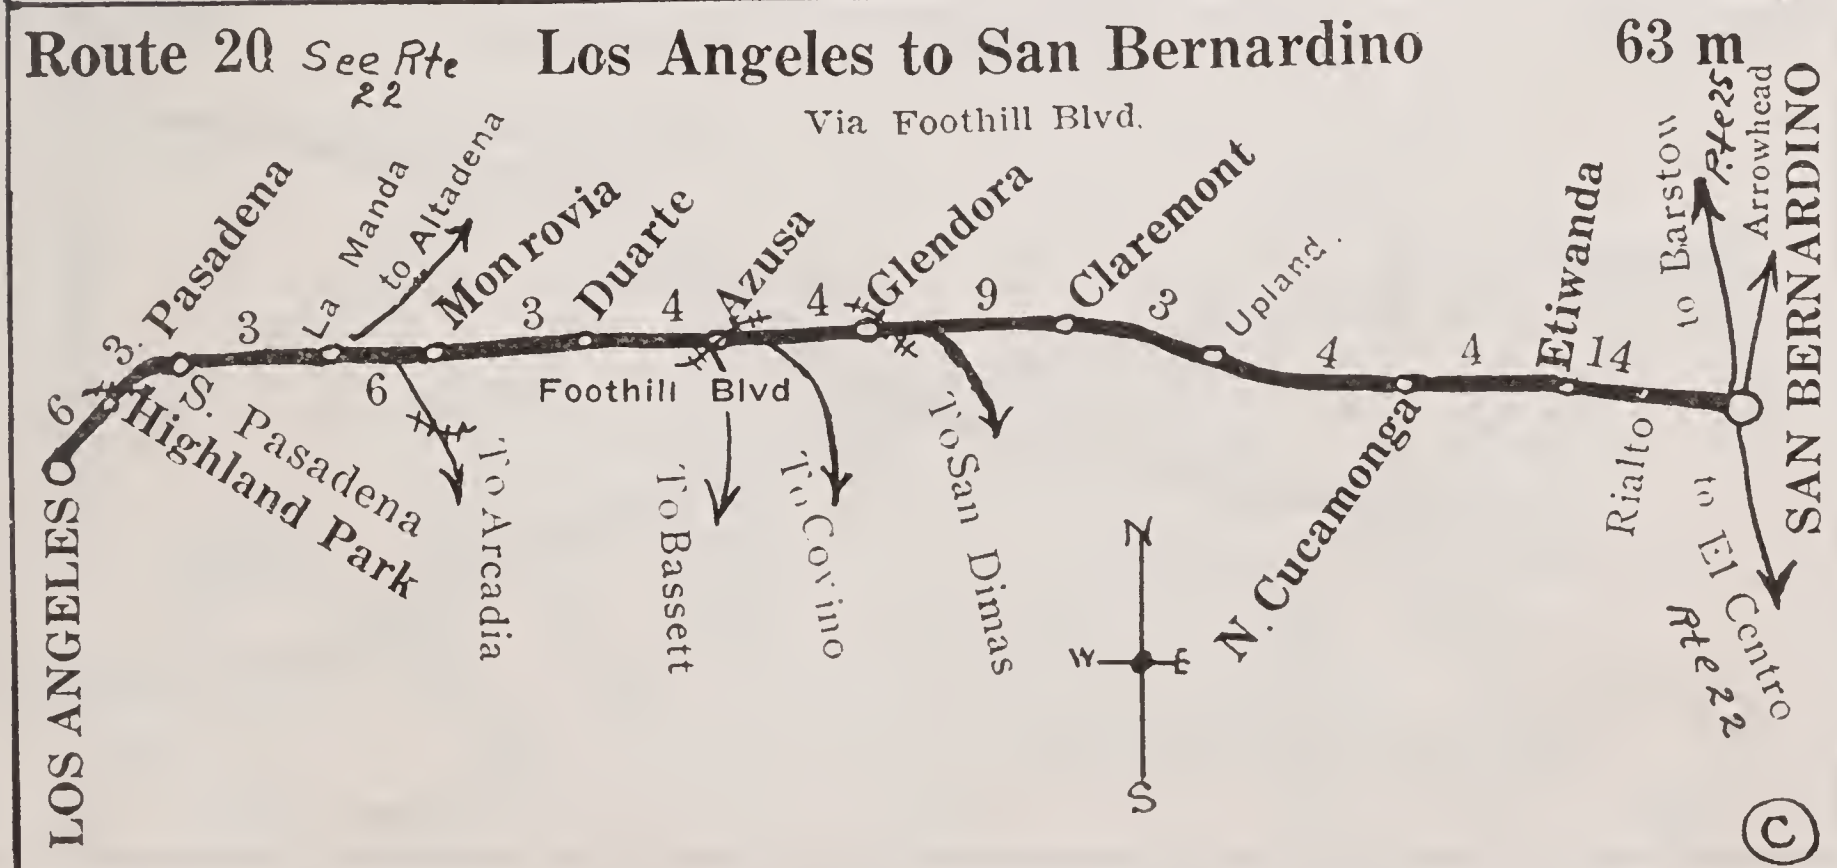 Route 20 See Rte 22 Los Angeles to San Bernardino 63 m
Via Foothill Blvd.
LOS ANGELES
6
Highland Park
3.
S. Pasadena
Pasadena
3
La Manda
to Altadena
6
To Arcadia
Monrovia
3
Duarte
4
Foothill Blvd
Azusa
To Bassett
4
To Covino
Glendora
To San Dimas
9
Claremont
3
Upland.
4
N. Cucamonga
4
Etiwanda
14
Rialto
to Barstow
Rte 25
Arrowhead
SAN BERNARDINO
to El Centro
Rte 22
N
W E
S
C